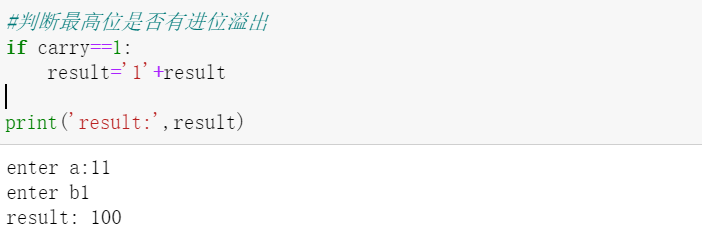 #判断最高位是否有进位溢出
if carry==1:
    result='1'+result
print('result:',result)
enter a:11
enter b1
result: 100